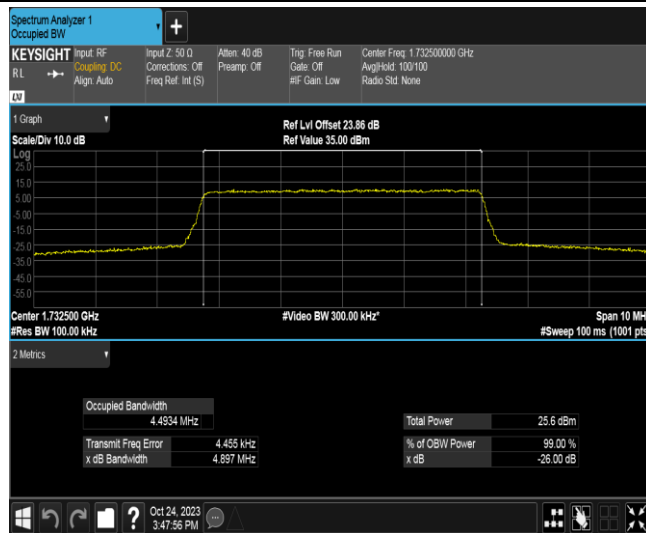 Spectrum Analyzer 1
Occupied BW
+
KEYSIGHT
RL
Input: RF
Coupling: DC
Align: Auto
Input Z: 50 Ω
Corrections: Off
Freq Ref: Int (S)
Atten: 40 dB
Preamp: Off
Trig: Free Run
Gate: Off
#IF Gain: Low
Center Freq: 1.732500000 GHz
Avg|Hold: 100/100
Radio Std: None
1 Graph
Scale/Div 10.0 dB
Ref Lvl Offset 23.86 dB
Ref Value 35.00 dBm
Log
25.0
15.0
5.00
-5.00
-15.0
-25.0
-35.0
-45.0
-55.0
Center 1.732500 GHz
#Res BW 100.00 kHz
#Video BW 300.00 kHz*
Span 10 MH
#Sweep 100 ms (1001 pts
2 Metrics
Occupied Bandwidth
4.4934 MHz
Transmit Freq Error 4.455 kHz
x dB Bandwidth 4.897 MHz
Total Power 25.6 dBm
% of OBW Power 99.00 %
x dB -26.00 dB
?
Oct 24, 2023
3:47:56 PM